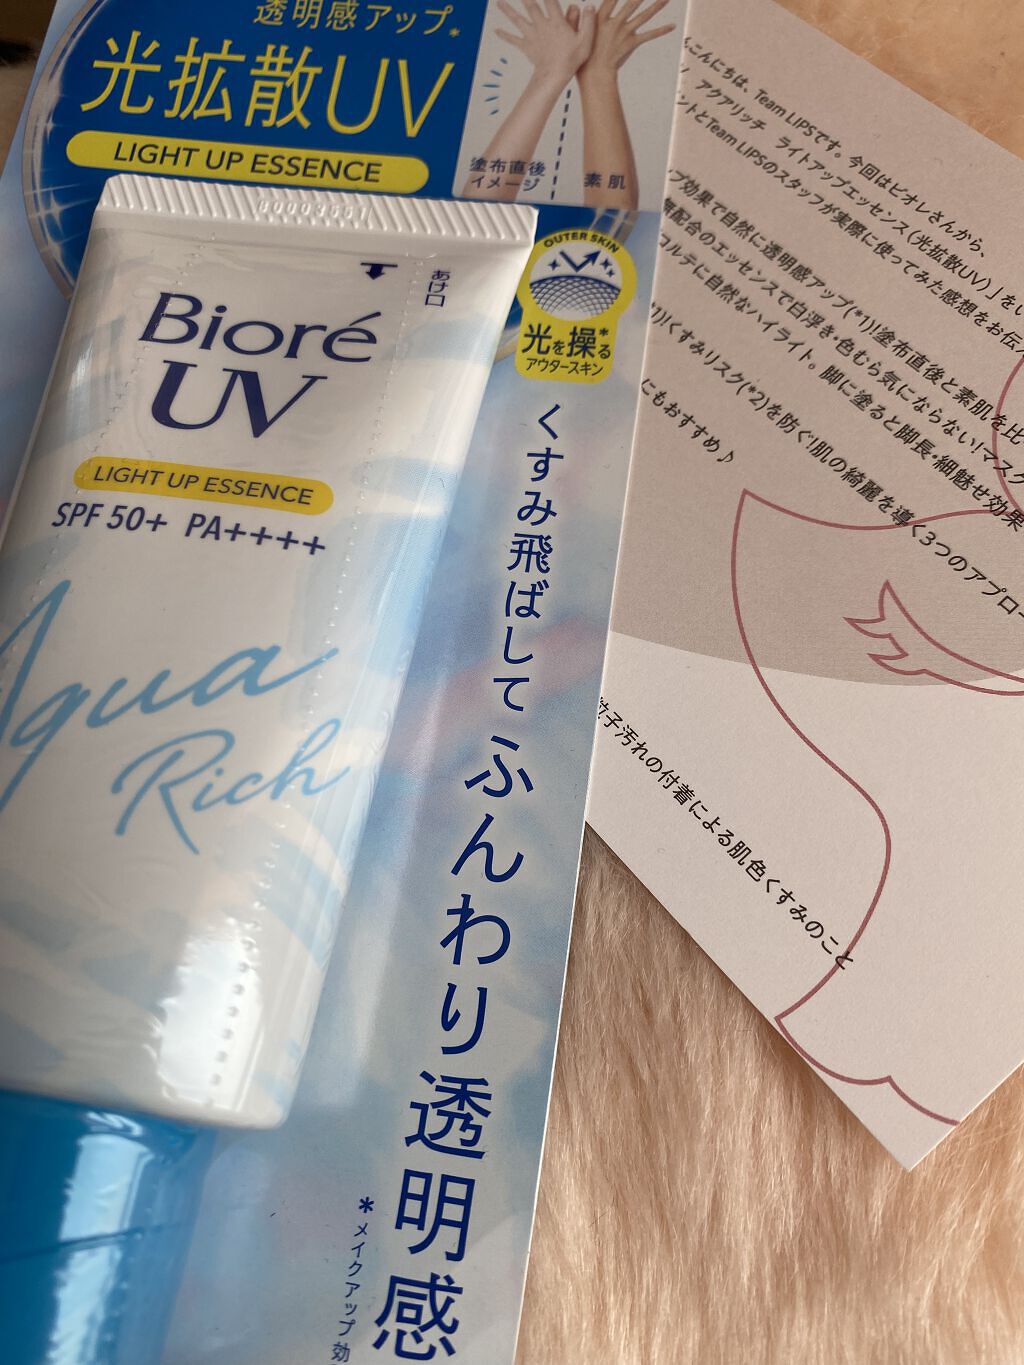 透明感アップ*
光拡散UV
LIGHT UP ESSENCE
塗布直後
イメージ
素肌
あけ口
Bioré
UV
LIGHT UP ESSENCE
SPF 50+ PA++++
Aqua
Rich
OUTER SKIN
光を操る*
アウタースキン
くすみ飛ばして ふんわり透明感
*メイクアップ効
こんにちは、Team LIPSです。今回はビオレさんから、
アクアリッチ ライトアップエッセンス(光拡散UV)」をい
ントとTeam LIPSのスタッフが実際に使ってみた感想をお伝え
プ効果で自然に透明感アップ(*1)!塗布直後と素肌を比
無配合のエッセンスで白浮き・色むら気にならない!マスク
コルテに自然なハイライト。脚に塗ると脚長・細魅せ効果
くすみリスク(*2)を防ぐ!肌の綺麗を導く3つのアプロー
にもおすすめ♪
粒子汚れの付着による肌色くすみのこと